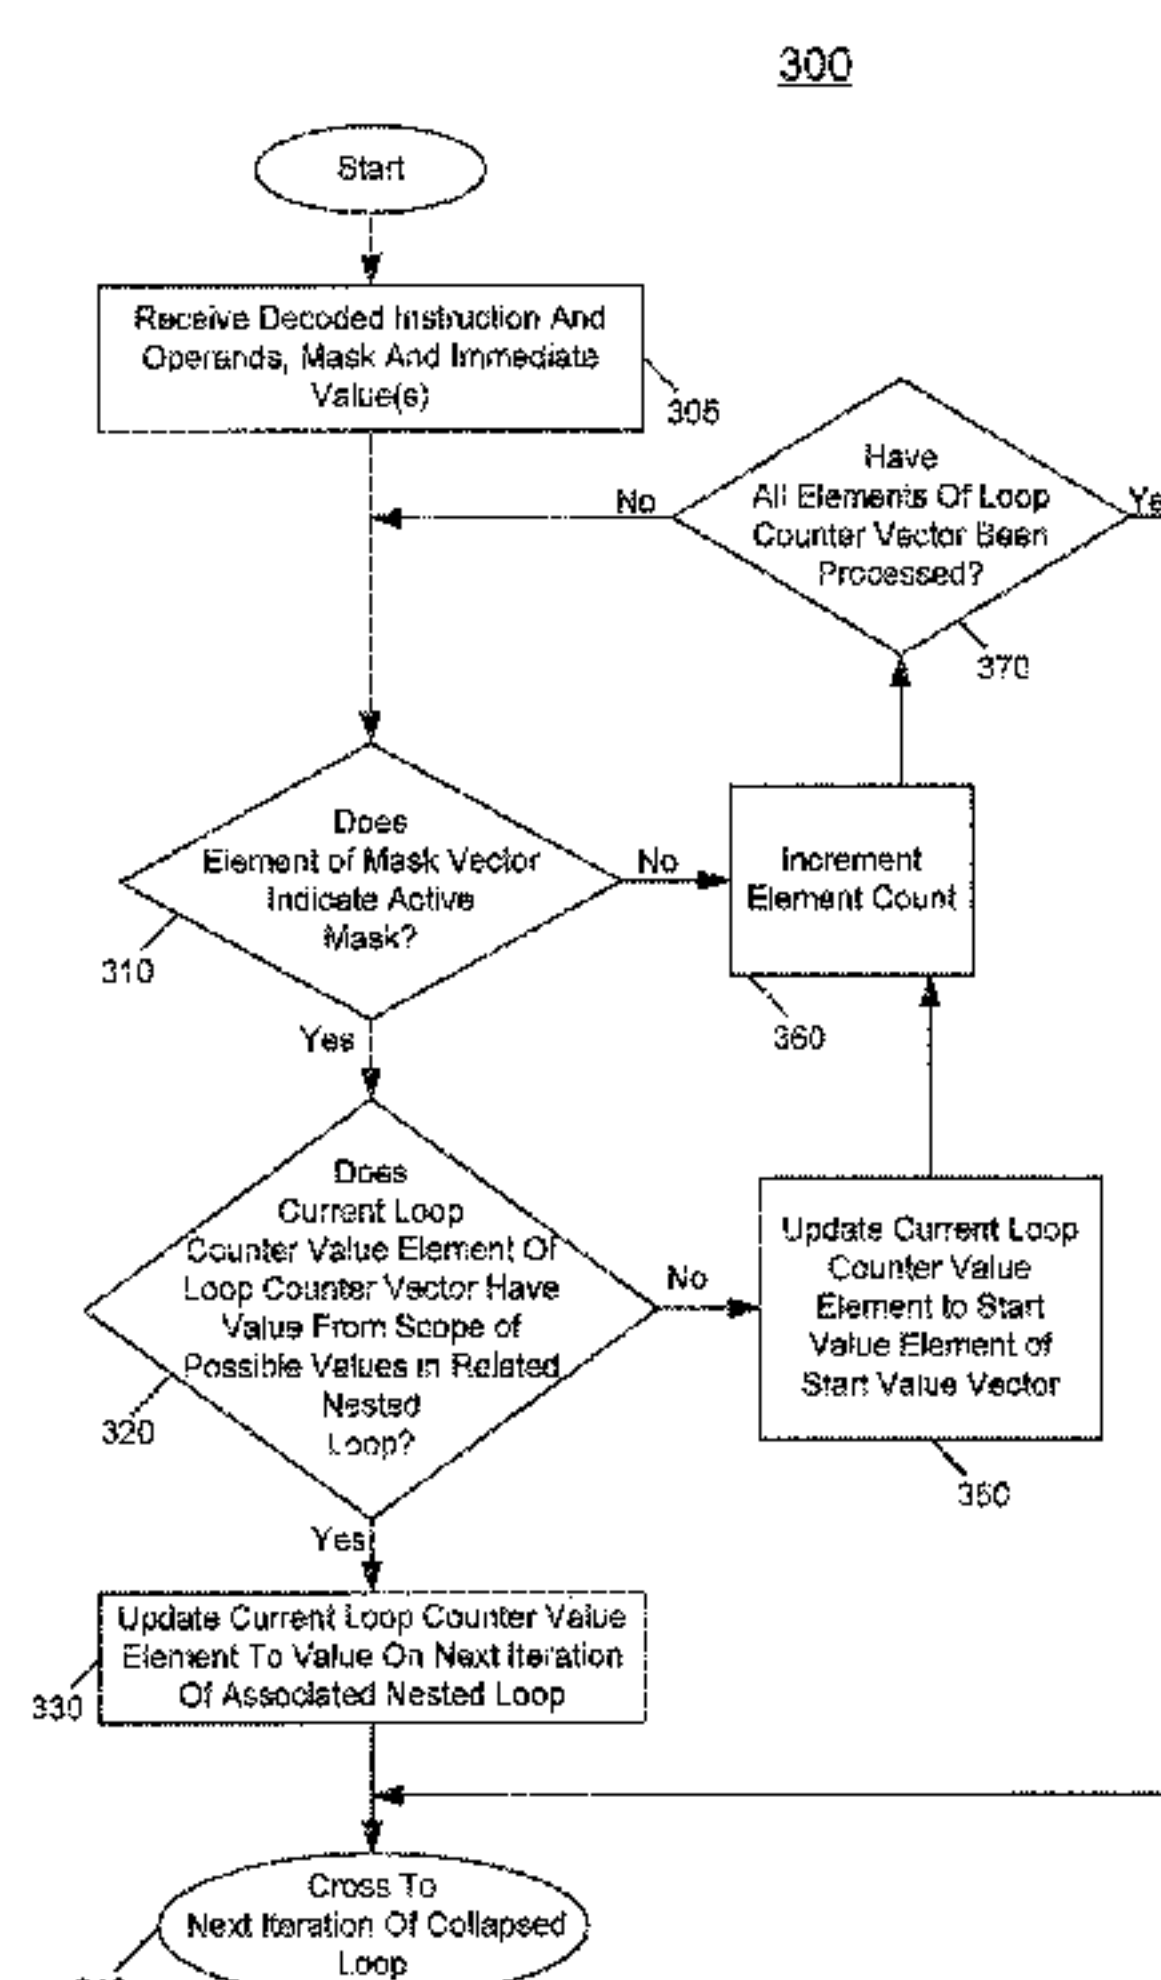 300
Start
Receive Decoded Instruction And
Operands, Mask And Immediate
Value(s)
305
Have
All Elements Of Loop
Counter Vector Been
Processed?
No
370
Does
Element of Mask Vector
Indicate Active
Mask?
No
310
Yes
Increment
Element Count
360
Does
Current Loop
Counter Value Element Of
Loop Counter Vector Have
Value From Scope of
Possible Values in Related
Nested
Loop?
No
320
Yes
Update Current Loop
Counter Value
Element to Start
Value Element of
Start Value Vector
350
Update Current Loop Counter Value
Element To Value On Next Iteration
Of Associated Nested Loop
330
Cross To
Next Iteration Of Collapsed
Loop